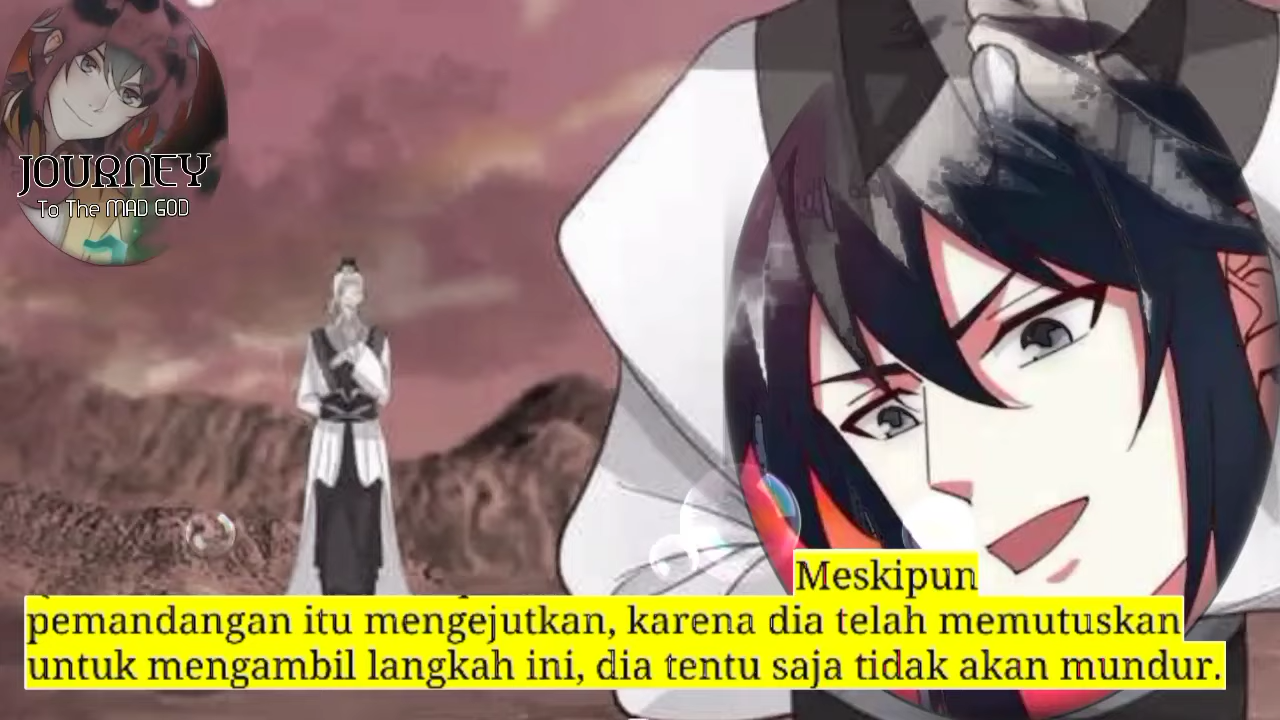 JOURNEY
To The MAD GOD
Meskipun
pemandangan itu mengejutkan, karena dia telah memutuskan
untuk mengambil langkah ini, dia tentu saja tidak akan mundur.